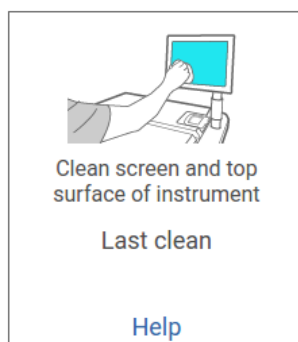 Clean screen and top
surface of instrument
Last clean
Help